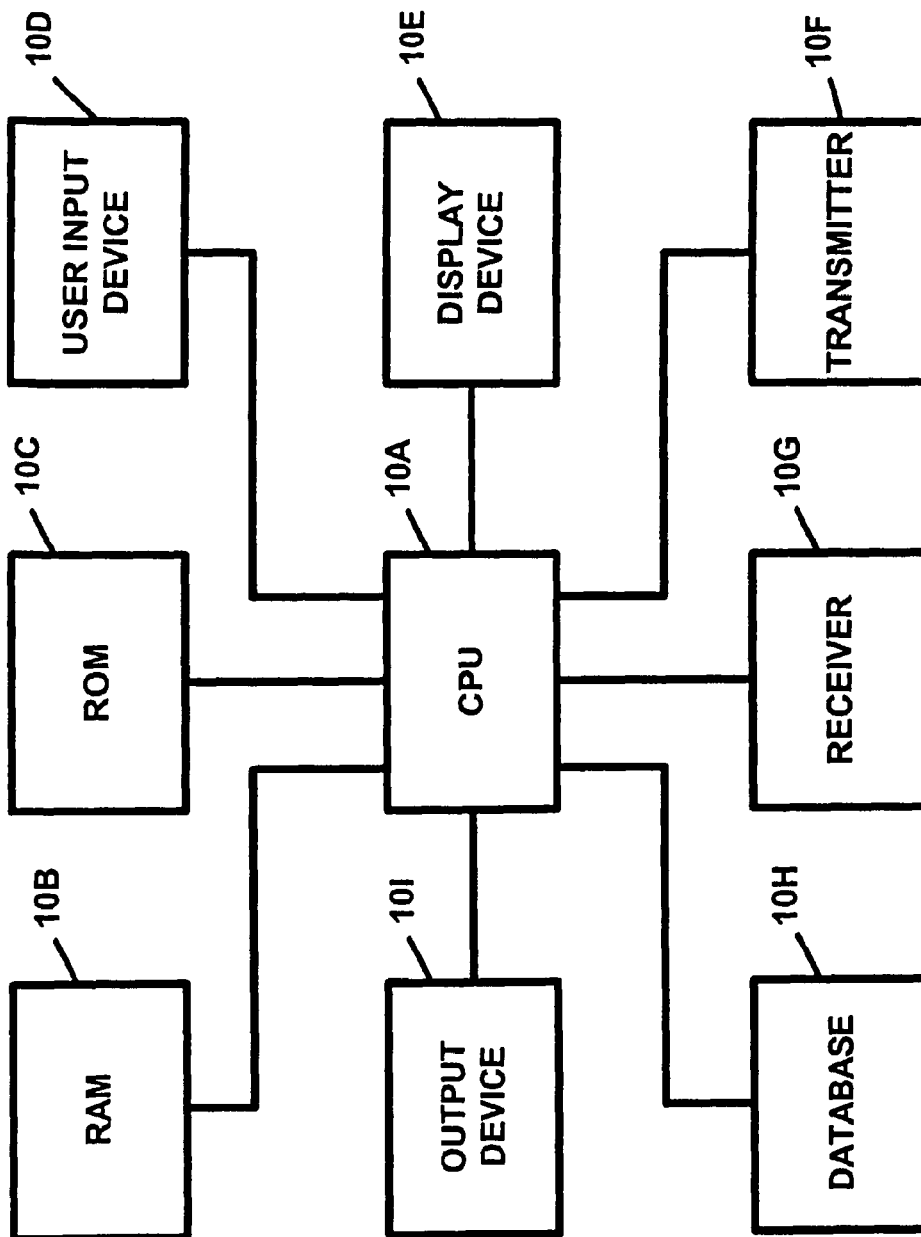 10B
RAM
10C
ROM
10D
USER INPUT
DEVICE
10I
OUTPUT
DEVICE
10A
CPU
10E
DISPLAY
DEVICE
10H
DATABASE
10G
RECEIVER
10F
TRANSMITTER